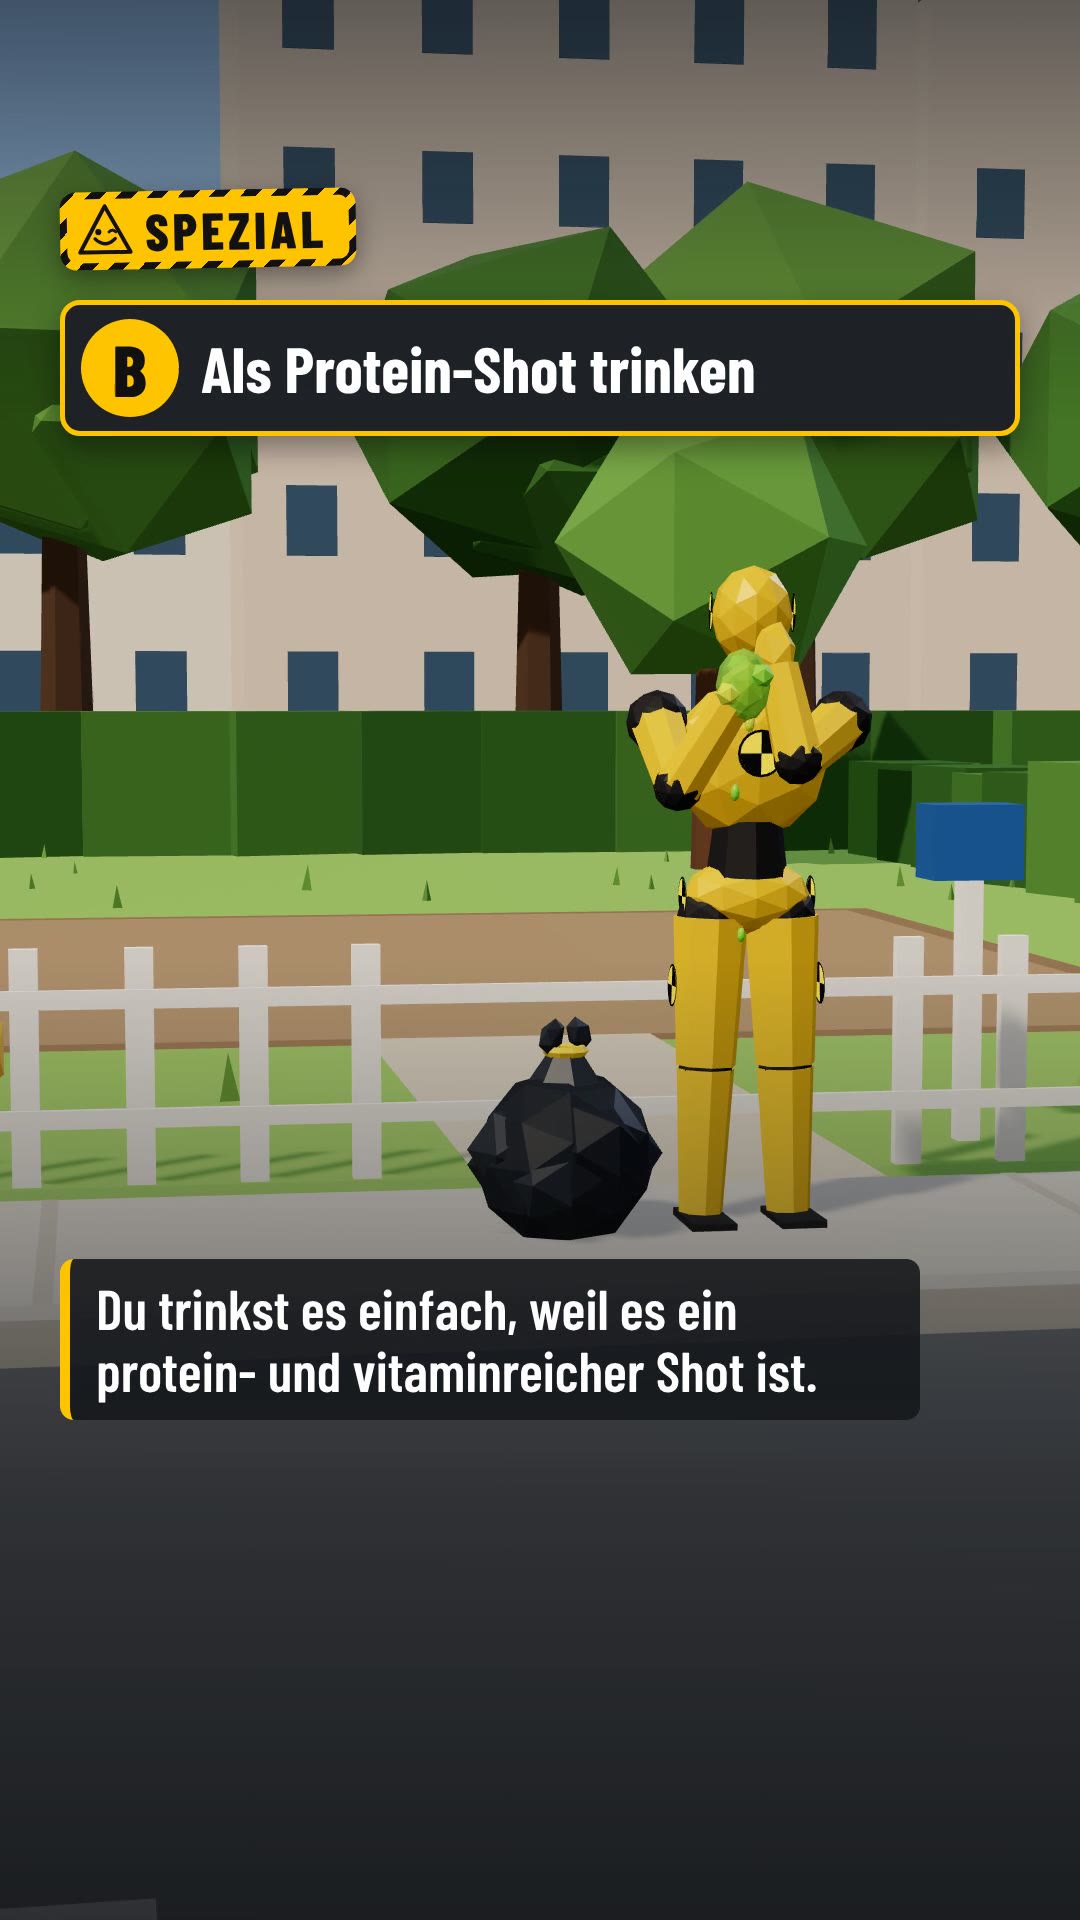 SPEZIAL
B Als Protein-Shot trinken
Du trinkst es einfach, weil es ein
protein- und vitaminreicher Shot ist.